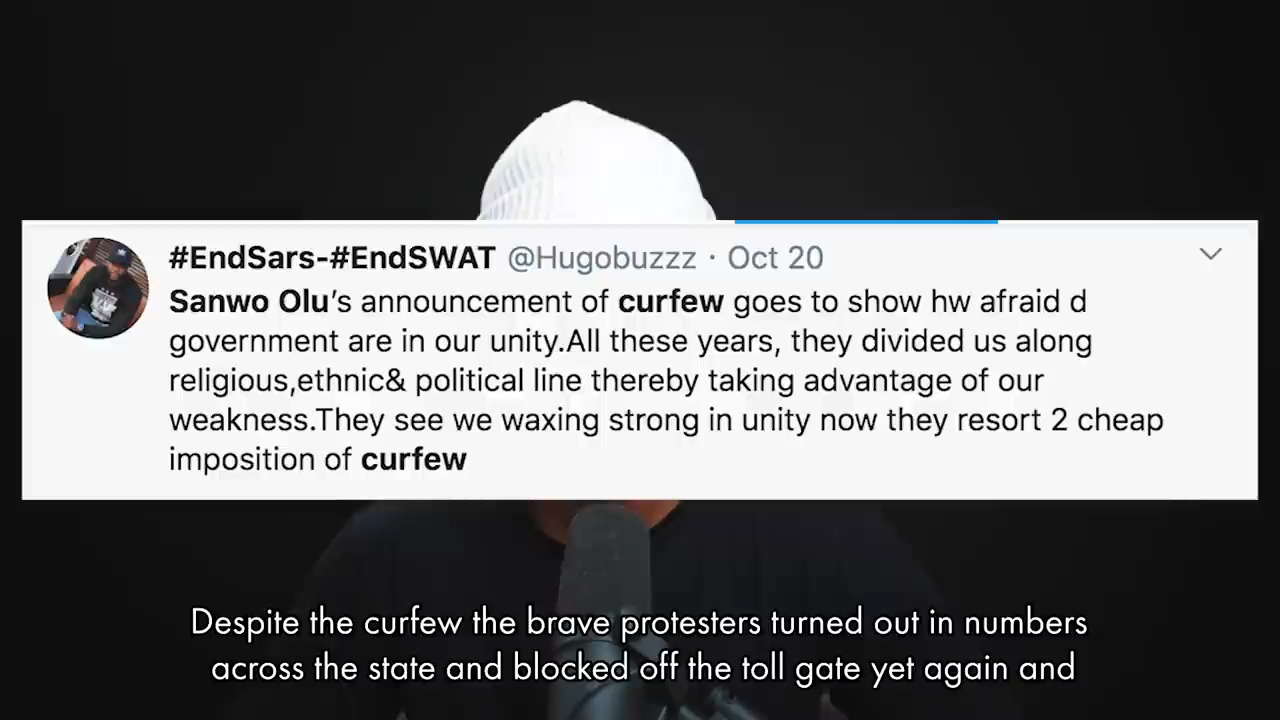 #EndSars-#EndSWAT @Hugobuzzz · Oct 20
Sanwo Olu's announcement of curfew goes to show hw afraid d
government are in our unity.All these years, they divided us along
religious,ethnic& political line thereby taking advantage of our
weakness.They see we waxing strong in unity now they resort 2 cheap
imposition of curfew
Despite the curfew the brave protesters turned out in numbers
across the state and blocked off the toll gate yet again and